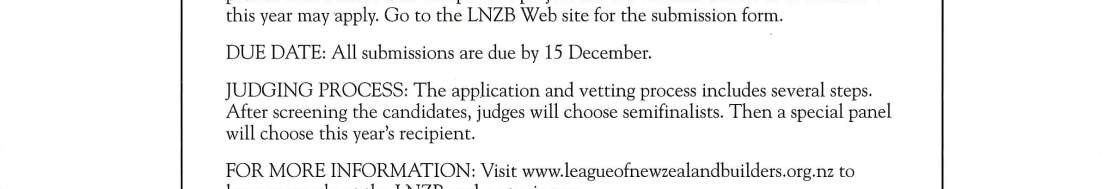 this year may apply. Go to the LNZB Web site for the submission form.
DUE DATE: All submissions are due by 15 December.
JUDGING PROCESS: The application and vetting process includes several steps.
After screening the candidates, judges will choose semifinalists. Then a special panel
will choose this year's recipient.
FOR MORE INFORMATION: Visit www.leagueofnewzealandbuilders.org.nz to